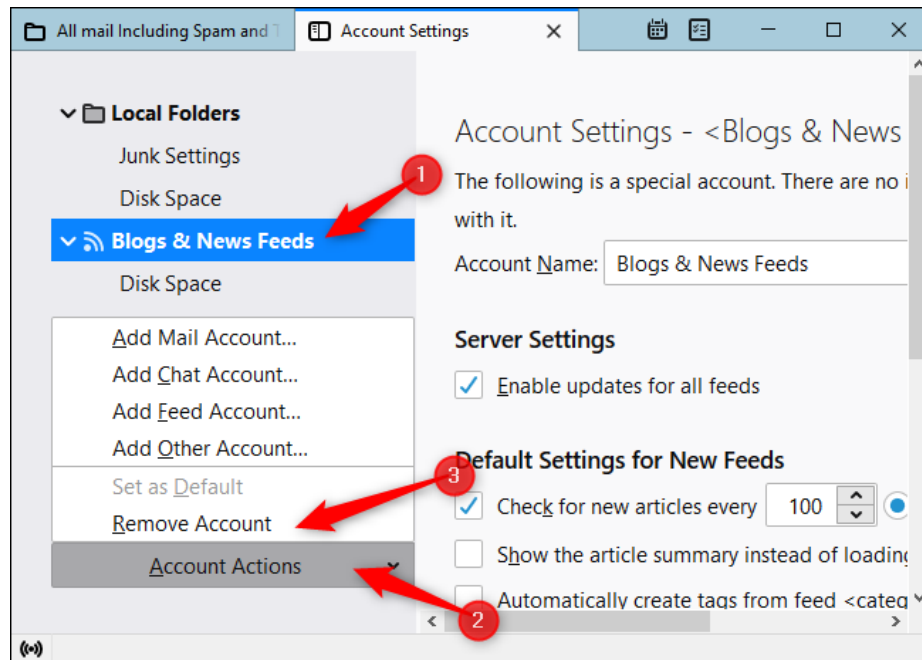 All mail Including Spam and
Account Settings
Local Folders
Junk Settings
Disk Space
Blogs & News Feeds
Disk Space
Add Mail Account...
Add Chat Account...
Add Feed Account...
Add Other Account...
Set as Default
Remove Account
Account Actions
Account Settings - <Blogs & News
The following is a special account. There are no
with it.
Account Name: Blogs & News Feeds
Server Settings
Enable updates for all feeds
Default Settings for New Feeds
Check for new articles every 100
Show the article summary instead of loading
Automatically create tags from feed <categ
1
3
2